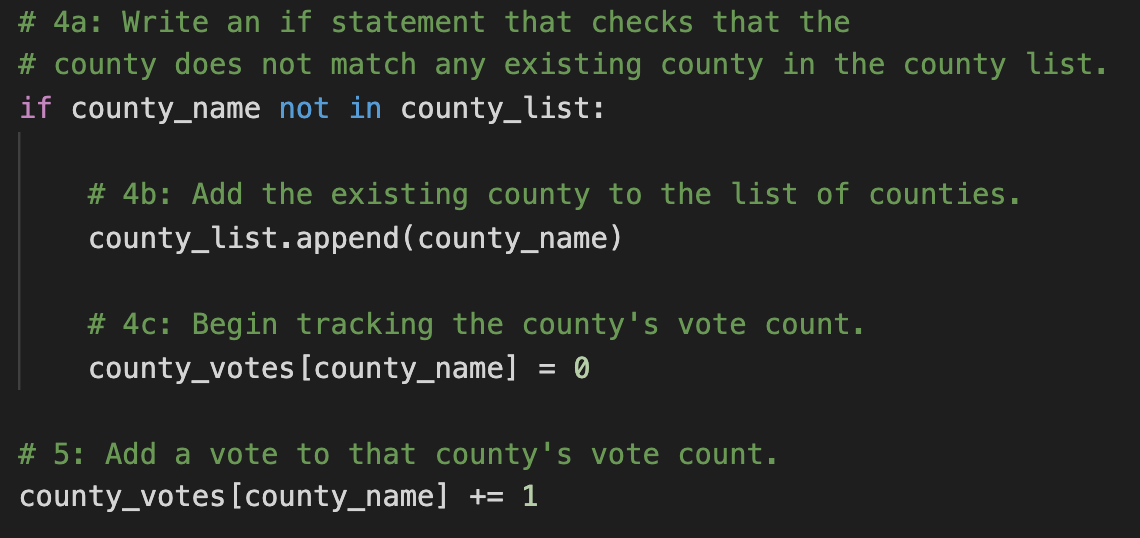 # 4a: Write an if statement that checks that the
# county does not match any existing county in the county list.
if county_name not in county_list:
# 4b: Add the existing county to the list of counties.
county_list.append(county_name)
# 4c: Begin tracking the county's vote count.
county_votes[county_name] = 0
# 5: Add a vote to that county's vote count.
county_votes[county_name] += 1